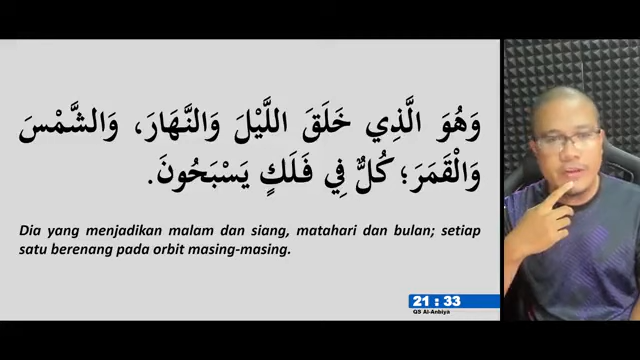 وَهُوَ الَّذِي خَلَقَ اللَّيْلَ وَالنَّهَارَ، وَالشَّمْسَ
وَالْقَمَرَ؛ كُلٌّ فِي فَلَكٍ يَسْبَحُونَ.
Dia yang menjadikan malam dan siang, matahari dan bulan; setiap
satu berenang pada orbit masing-masing.
21 : 33
QS Al-Anbiya